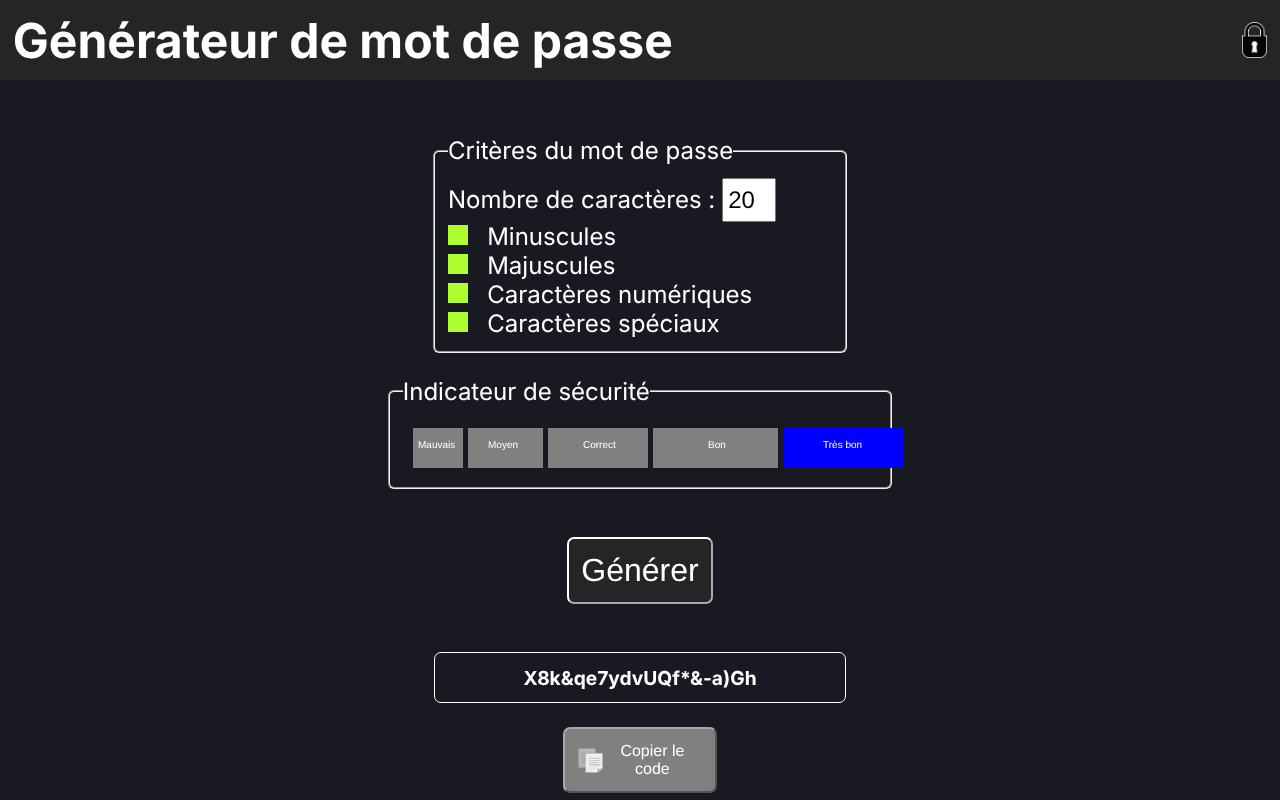 Générateur de mot de passe
Critères du mot de passe
Nombre de caractères : 20
Minuscules
Majuscules
Caractères numériques
Caractères spéciaux
Indicateur de sécurité
Mauvais Moyen Correct Bon Très bon
Générer
X8k&qe7ydvUQf*&-a)Gh
Copier le
code